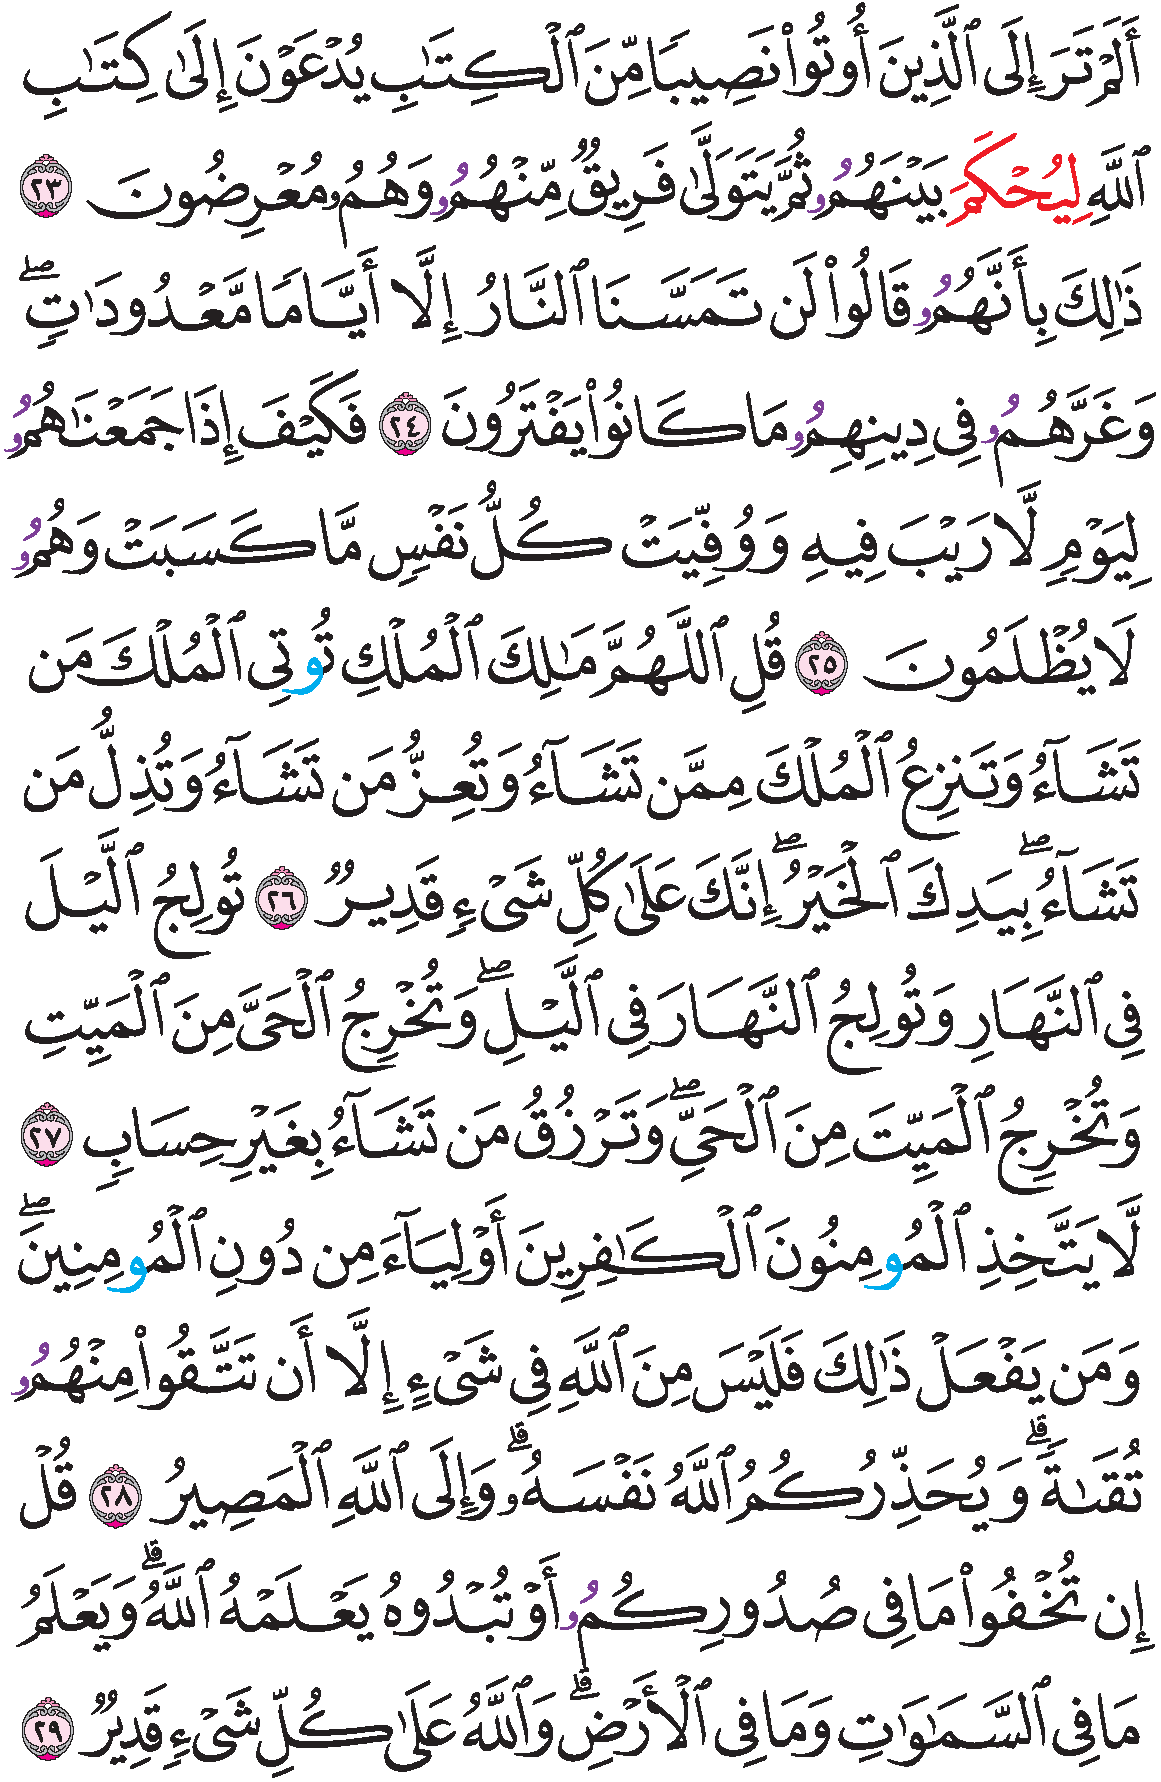 أَلَمْ تَرَ إِلَى ٱلَّذِينَ أُوتُوا۟ نَصِيبًا مِّنَ ٱلْكِتَٰبِ يُدْعَوْنَ إِلَىٰ كِتَٰبِ
ٱللَّهِ لِيُحْكَمَ بَيْنَهُمُۥ ثُمَّ يَتَوَلَّىٰ فَرِيقٌ مِّنْهُمُۥ وَهُمُۥ مُعْرِضُونَ ٢٣
ذَٰلِكَ بِأَنَّهُمُۥ قَالُوا۟ لَن تَمَسَّنَا ٱلنَّارُ إِلَّا أَيَّامًا مَّعْدُودَٰتٍۖ
وَغَرَّهُمُۥ فِى دِينِهِمُۥ مَا كَانُوا۟ يَفْتَرُونَ ٢٤ فَكَيْفَ إِذَا جَمَعْنَٰهُمُۥ
لِيَوْمٍ لَّا رَيْبَ فِيهِ وَوُفِّيَتْ كُلُّ نَفْسٍ مَّا كَسَبَتْ وَهُمُۥ
لَا يُظْلَمُونَ ٢٥ قُلِ ٱللَّهُمَّ مَٰلِكَ ٱلْمُلْكِ تُوتِى ٱلْمُلْكَ مَن
تَشَآءُ وَتَنزِعُ ٱلْمُلْكَ مِمَّن تَشَآءُ وَتُعِزُّ مَن تَشَآءُ وَتُذِلُّ مَن
تَشَآءُۖ بِيَدِكَ ٱلْخَيْرُۖ إِنَّكَ عَلَىٰ كُلِّ شَىْءٍ قَدِيرٌ ٢٦ تُولِجُ ٱلَّيْلَ
فِى ٱلنَّهَارِ وَتُولِجُ ٱلنَّهَارَ فِى ٱلَّيْلِۖ وَتُخْرِجُ ٱلْحَىَّ مِنَ ٱلْمَيِّتِ
وَتُخْرِجُ ٱلْمَيِّتَ مِنَ ٱلْحَىِّۖ وَتَرْزُقُ مَن تَشَآءُ بِغَيْرِ حِسَابٍ ٢٧
لَّا يَتَّخِذِ ٱلْمُومِنُونَ ٱلْكَٰفِرِينَ أَوْلِيَآءَ مِن دُونِ ٱلْمُومِنِينَۖ
وَمَن يَفْعَلْ ذَٰلِكَ فَلَيْسَ مِنَ ٱللَّهِ فِى شَىْءٍ إِلَّا أَن تَتَّقُوا۟ مِنْهُمُۥ
تُقَىٰةًۗ وَيُحَذِّرُكُمُ ٱللَّهُ نَفْسَهُۥۗ وَإِلَى ٱللَّهِ ٱلْمَصِيرُ ٢٨ قُلْ
إِن تُخْفُوا۟ مَا فِى صُدُورِكُمُۥ أَوْ تُبْدُوهُ يَعْلَمْهُ ٱللَّهُۗ وَيَعْلَمُ
مَا فِى ٱلسَّمَٰوَٰتِ وَمَا فِى ٱلْأَرْضِۗ وَٱللَّهُ عَلَىٰ كُلِّ شَىْءٍ قَدِيرٌ ٢٩